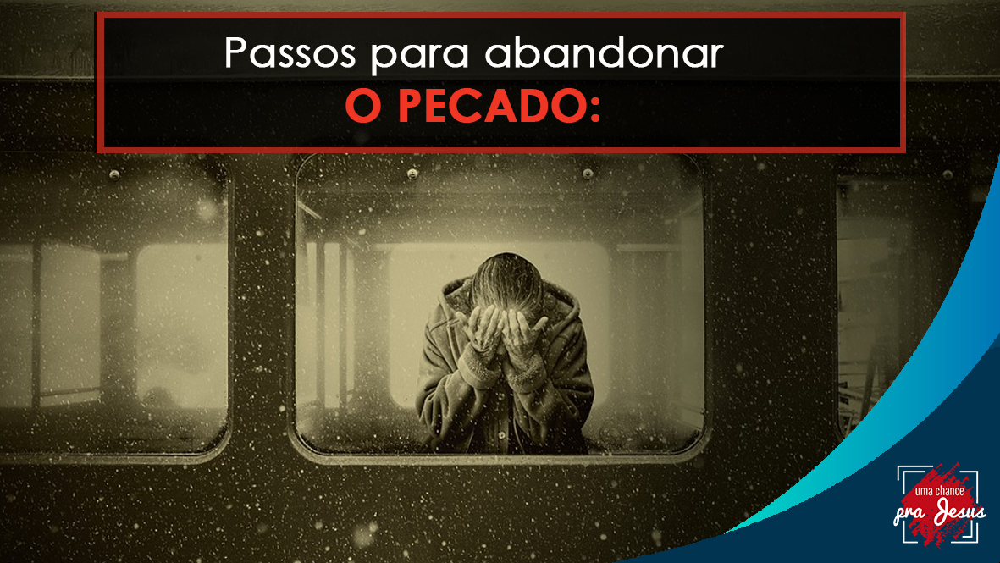 Passos para abandonar
O PECADO:
uma chance
pra Jesus